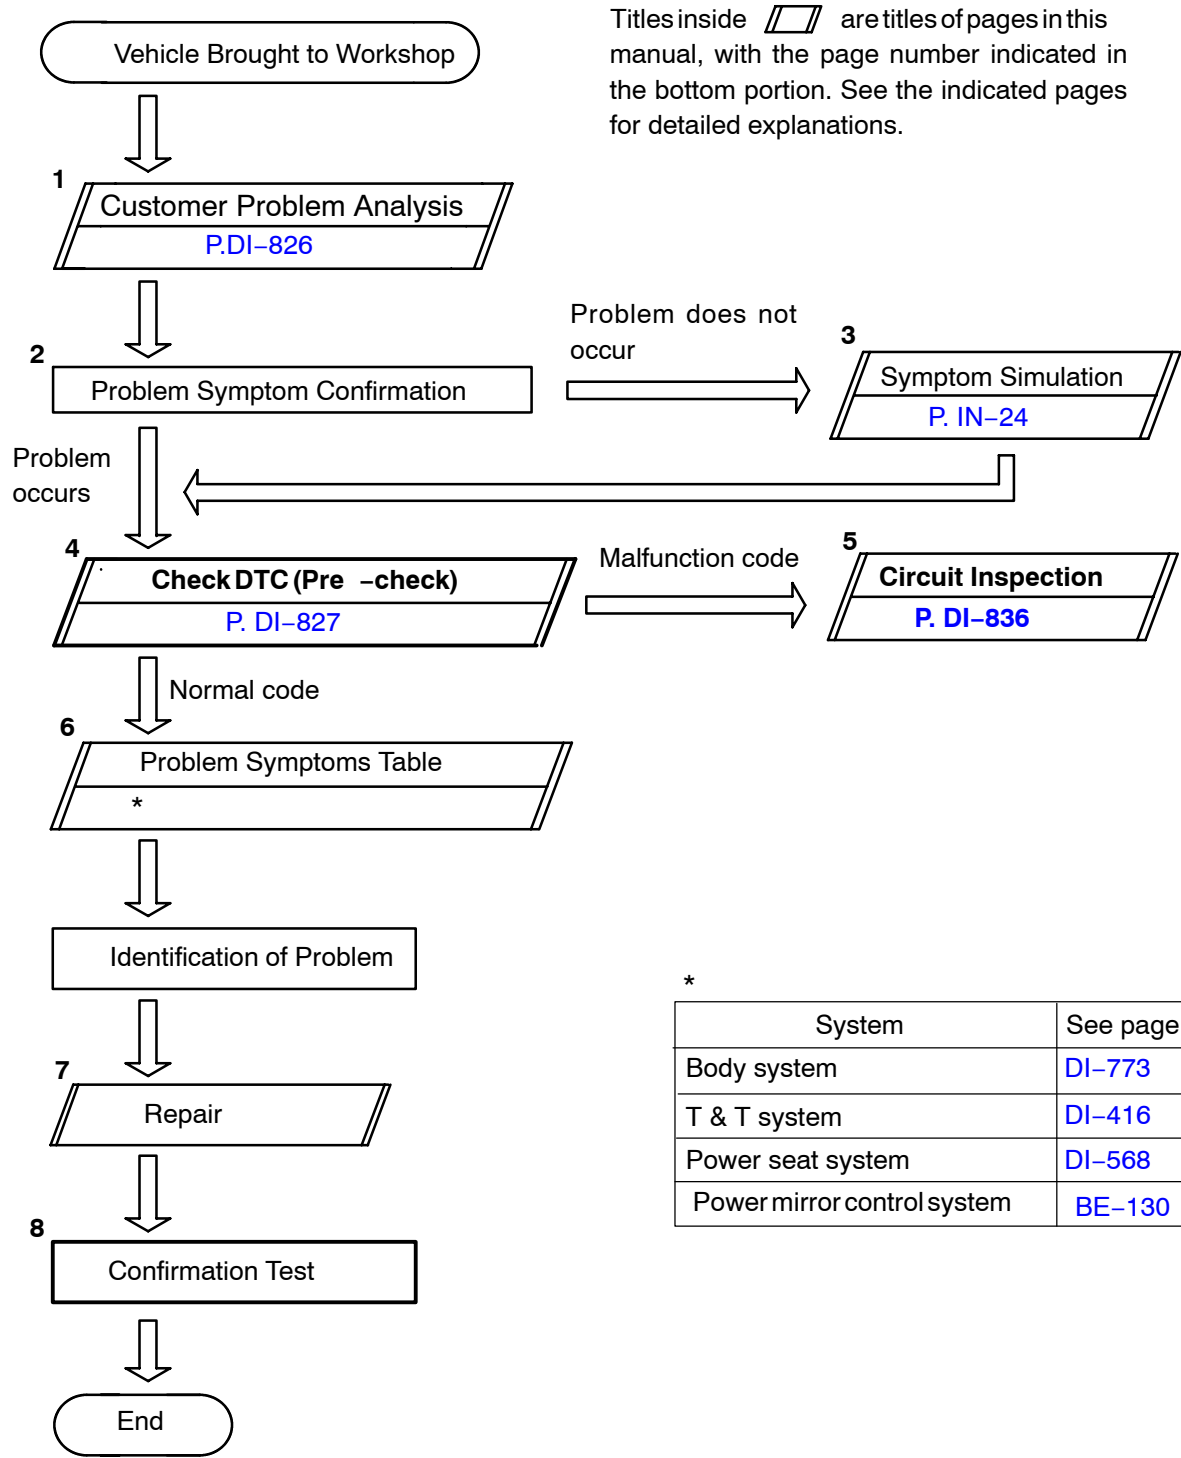 Vehicle Brought to Workshop
Titles inside are titles of pages in this
manual, with the page number indicated in
the bottom portion. See the indicated pages
for detailed explanations.
1
Customer Problem Analysis
P.DI–826
2
Problem Symptom Confirmation
Problem does not
occur
3
Symptom Simulation
P. IN–24
Problem
occurs
4
Check DTC (Pre –check)
P. DI–827
Malfunction code
5
Circuit Inspection
P. DI–836
Normal code
6
Problem Symptoms Table
*
Identification of Problem
7
Repair
8
Confirmation Test
End
*
System See page
Body system DI–773
T & T system DI–416
Power seat system DI–568
Power mirror control system BE–130